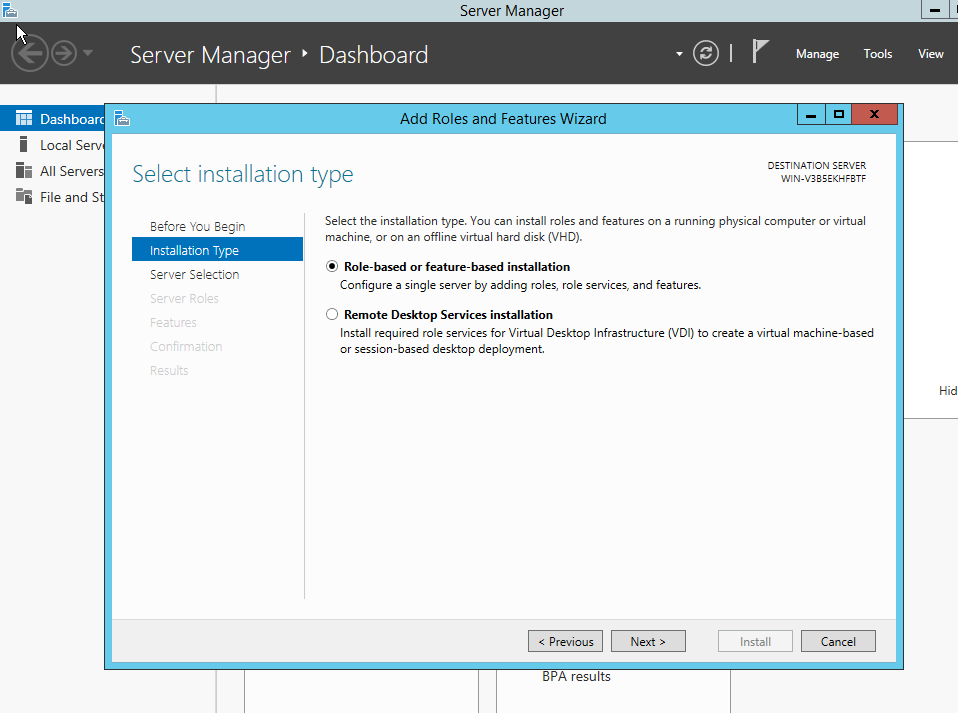 Server Manager
Server Manager ‣ Dashboard
Manage
Tools
View
Dashboard
Local Serve
All Servers
File and St
Add Roles and Features Wizard
Select installation type
DESTINATION SERVER
WIN-V3B5EKHFBTF
Before You Begin
Installation Type
Server Selection
Server Roles
Features
Confirmation
Results
Select the installation type. You can install roles and features on a running physical computer or virtual
machine, or on an offline virtual hard disk (VHD).
Role-based or feature-based installation
Configure a single server by adding roles, role services, and features.
Remote Desktop Services installation
Install required role services for Virtual Desktop Infrastructure (VDI) to create a virtual machine-based
or session-based desktop deployment.
Hid
< Previous
Next >
Install
Cancel
BPA results